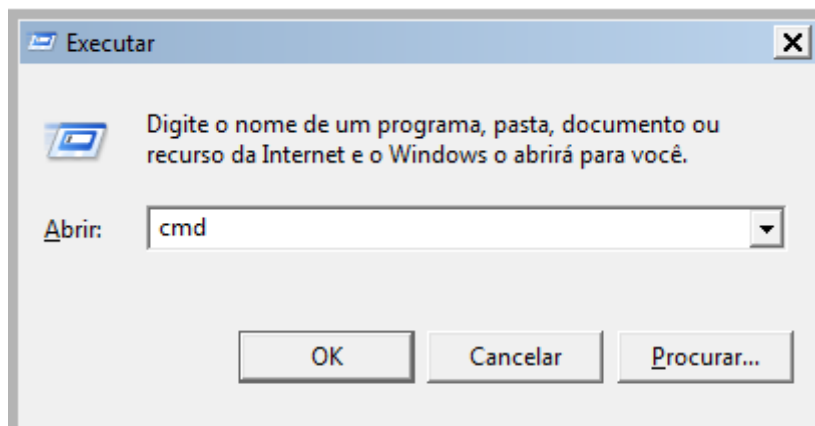 Executar
Digite o nome de um programa, pasta, documento ou
recurso da Internet e o Windows o abrirá para você.
Abrir: cmd
OK Cancelar Procurar...